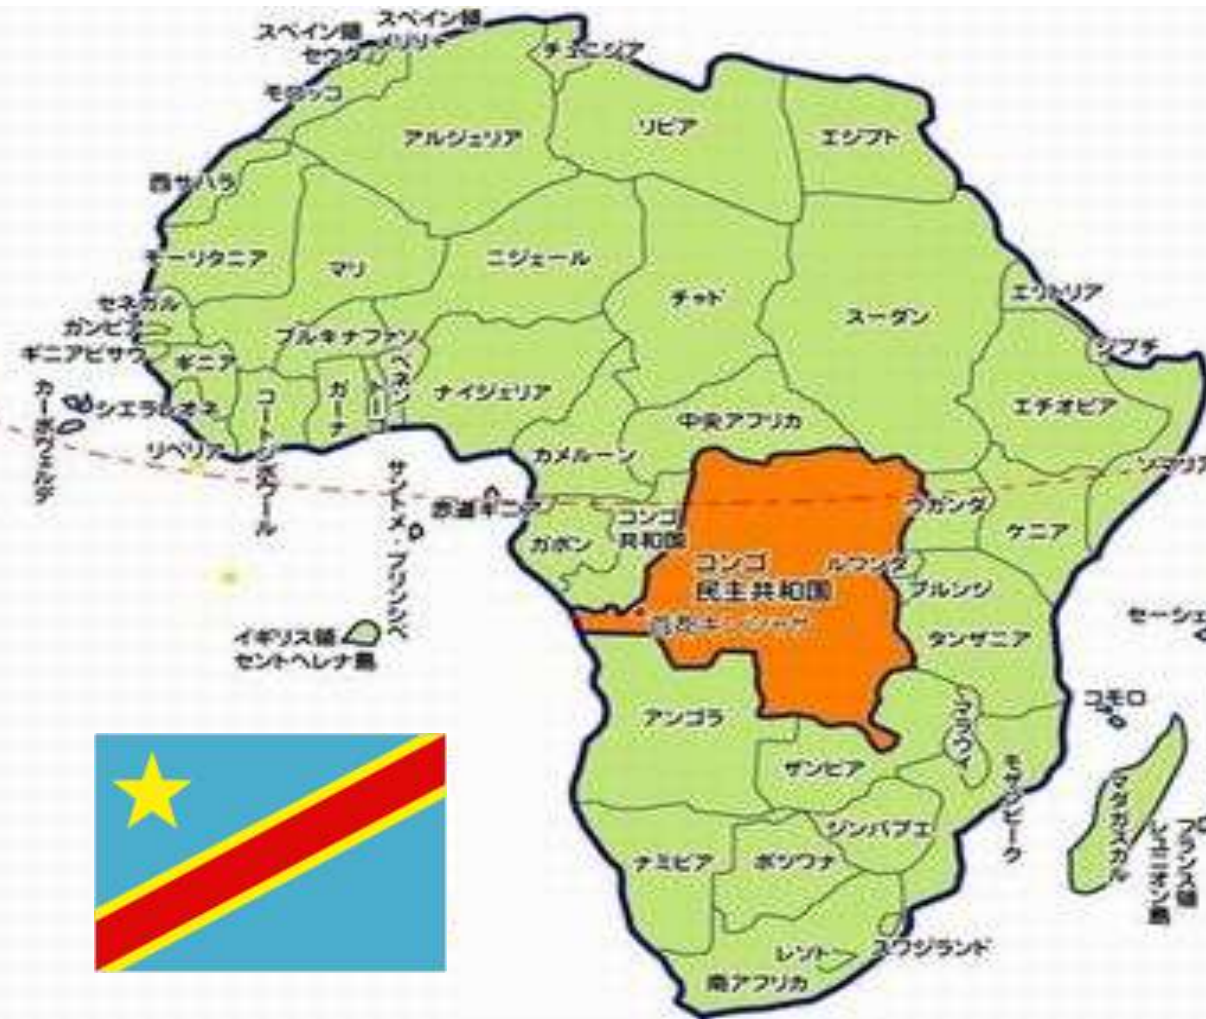 スペイン領
メリリャ
スペイン領
セウタ
チュニジア
モロッコ
アルジェリア
リビア
エジプト
西サハラ
モーリタニア
マリ
ニジェール
チャド
スーダン
エリトリア
セネガル
ガンビア
ギニアビサウ
ギニア
ブルキナファソ
ベナン
ジブチ
カーボヴェルデ
シエラレオネ
コートジボワール
ガーナ
トーゴ
ナイジェリア
中央アフリカ
エチオピア
リベリア
カメルーン
ソマリア
サントメ・プリンシペ
赤道ギニア
コンゴ
共和国
ウガンダ
ケニア
ガボン
コンゴ
民主共和国
ルワンダ
ブルンジ
首都キンシャサ
イギリス領
セントヘレナ島
タンザニア
セーシェ
コモロ
アンゴラ
マラウイ
ザンビア
モザンビーク
マダガスカル
フランス領
レユニオン島
ジンバブエ
ナミビア
ボツワナ
レソト
スワジランド
南アフリカ